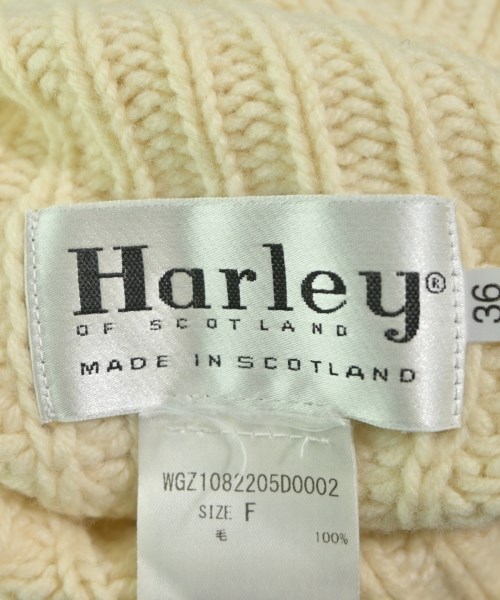 Harley®
OF SCOTLAND
MADE IN SCOTLAND
36
WGZ1082205D0002
SIZE F
毛 100%